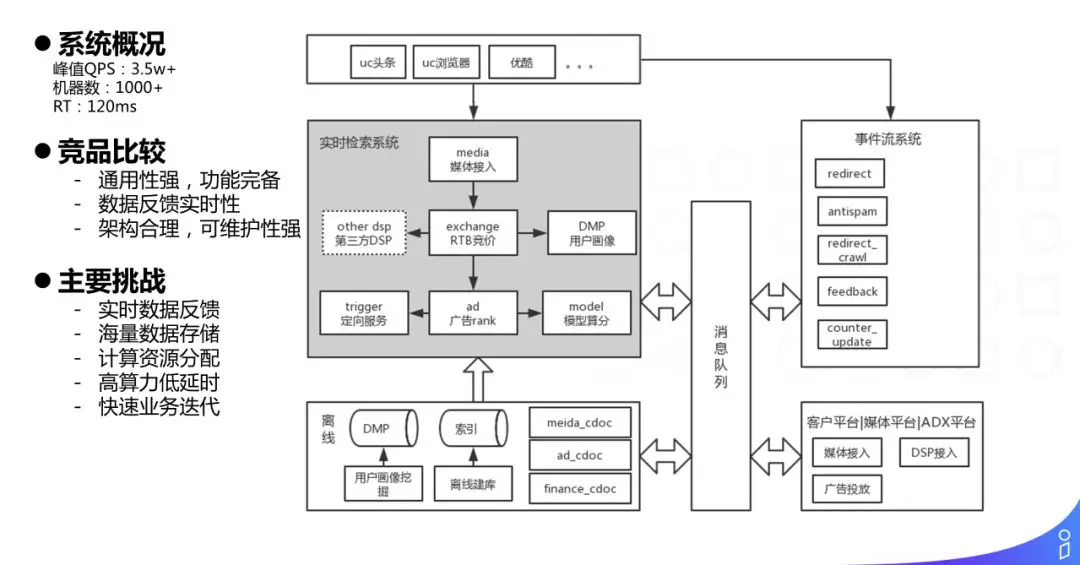 系统概况
峰值QPS：3.5w+
机器数：1000+
RT：120ms
竞品比较
- 通用性强，功能完备
- 数据反馈实时性
- 架构合理，可维护性强
主要挑战
- 实时数据反馈
- 海量数据存储
- 计算资源分配
- 高算力低延时
- 快速业务迭代
uc头条
uc浏览器
优酷
...
实时检索系统
media
媒体接入
other dsp
第三方DSP
exchange
RTB竞价
DMP
用户画像
trigger
定向服务
ad
广告rank
model
模型算分
离线
DMP
索引
用户画像挖
掘
离线建库
meida_cdoc
ad_cdoc
finance_cdoc
消息队列
事件流系统
redirect
antispam
redirect_
crawl
feedback
counter_
update
客户平台|媒体平台|ADX平台
媒体接入
DSP接入
广告投放